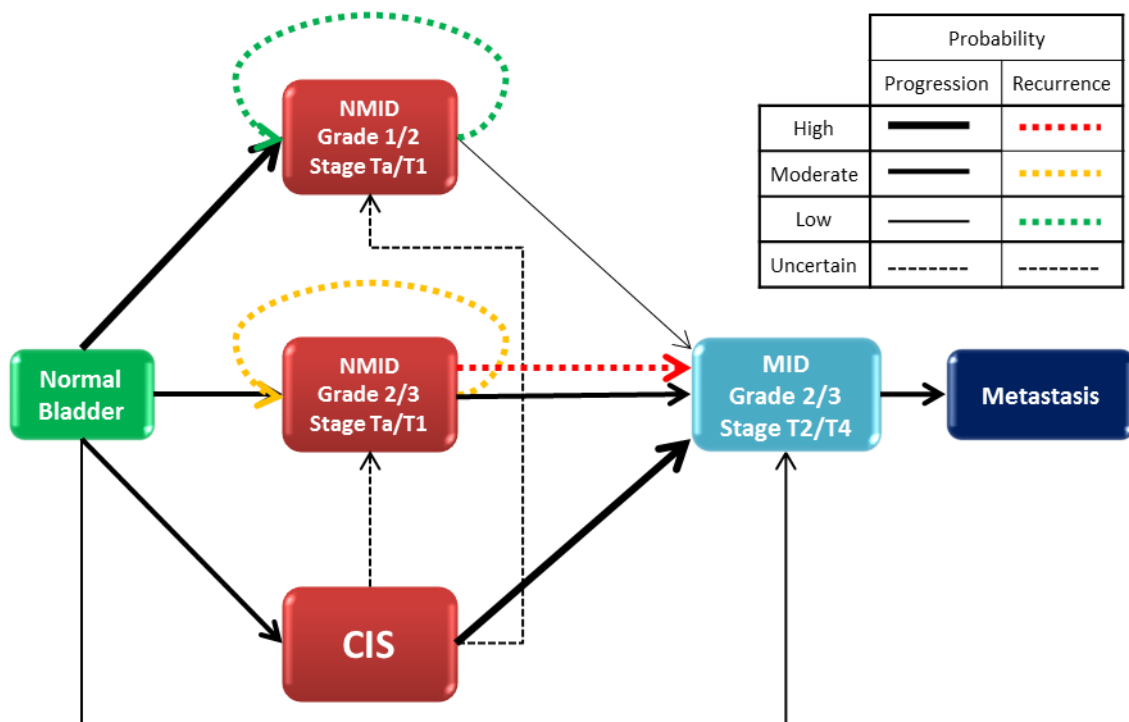 Probability
Progression Recurrence
High
Moderate
Low
Uncertain
NMID
Grade 1/2
Stage Ta/T1
Normal
Bladder
NMID
Grade 2/3
Stage Ta/T1
MID
Grade 2/3
Stage T2/T4
Metastasis
CIS